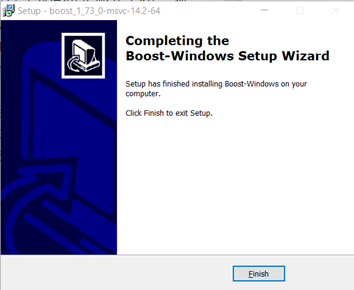 Setup - boost_1_73_0-msvc-14.2-64
Completing the
Boost-Windows Setup Wizard
Setup has finished installing Boost-Windows on your
computer.
Click Finish to exit Setup.
Finish